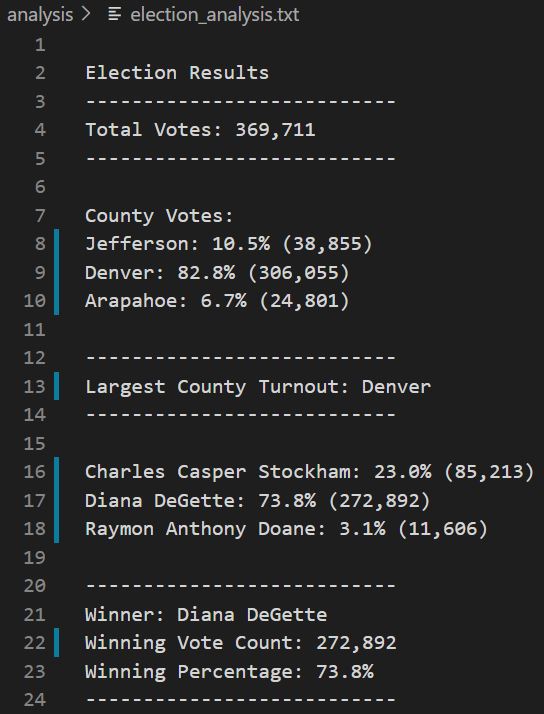 analysis > election_analysis.txt
1
2 Election Results
3 ---------------------------
4 Total Votes: 369,711
5 ---------------------------
6
7 County Votes:
8 Jefferson: 10.5% (38,855)
9 Denver: 82.8% (306,055)
10 Arapahoe: 6.7% (24,801)
11
12 ---------------------------
13 Largest County Turnout: Denver
14 ---------------------------
15
16 Charles Casper Stockham: 23.0% (85,213)
17 Diana DeGette: 73.8% (272,892)
18 Raymon Anthony Doane: 3.1% (11,606)
19
20 ---------------------------
21 Winner: Diana DeGette
22 Winning Vote Count: 272,892
23 Winning Percentage: 73.8%
24 ---------------------------